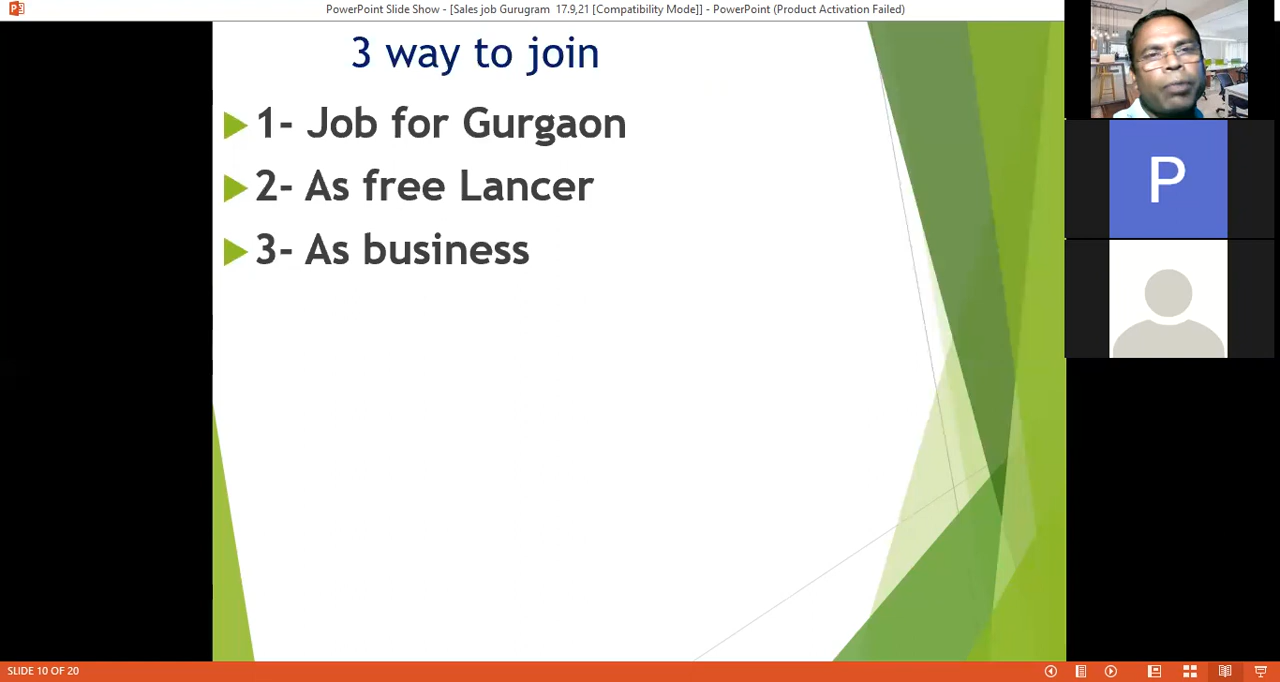 PowerPoint Slide Show - [Sales job Gurugram 17.9,21 [Compatibility Mode]] - PowerPoint (Product Activation Failed)
3 way to join
1- Job for Gurgaon
2- As free Lancer
3- As business
P
SLIDE 10 OF 20